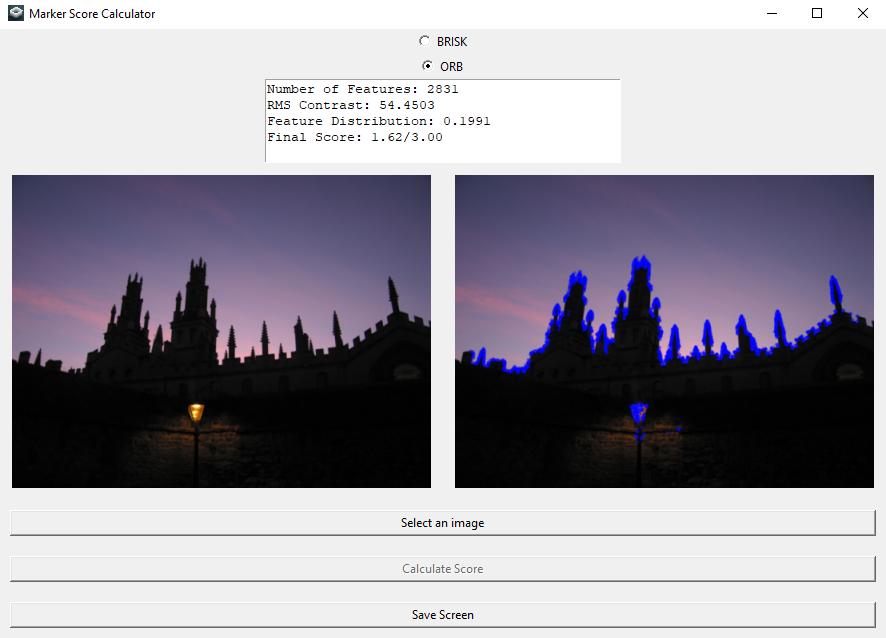 Marker Score Calculator
BRISK
ORB
Number of Features: 2831
RMS Contrast: 54.4503
Feature Distribution: 0.1991
Final Score: 1.62/3.00
Select an image
Calculate Score
Save Screen